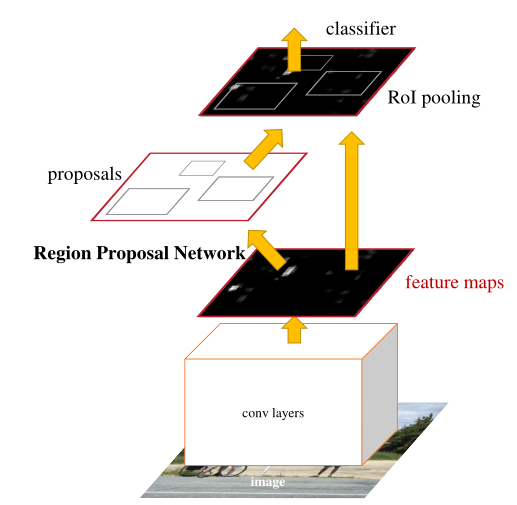 classifier
RoI pooling
proposals
Region Proposal Network
feature maps
conv layers
image